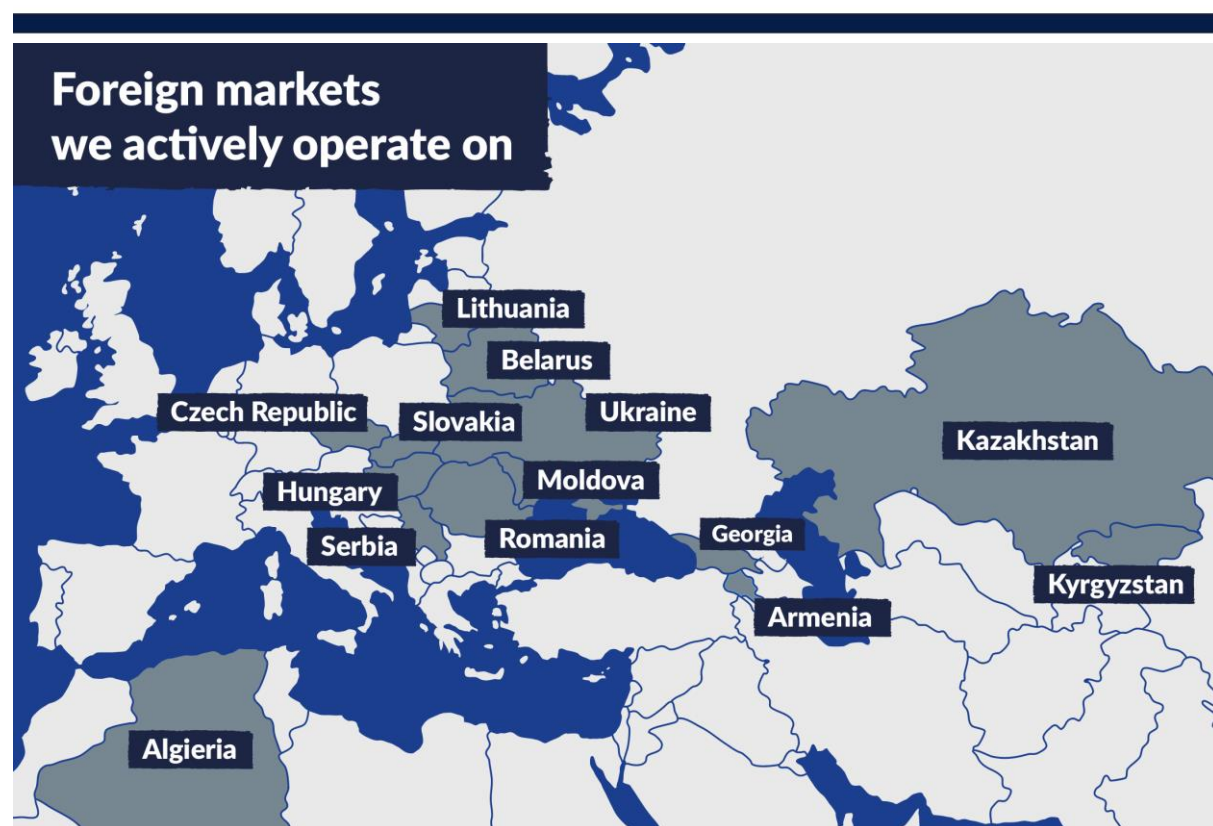 Foreign markets
we actively operate on
Lithuania
Belarus
Czech Republic
Slovakia
Ukraine
Kazakhstan
Hungary
Moldova
Serbia
Romania
Georgia
Kyrgyzstan
Armenia
Algieria